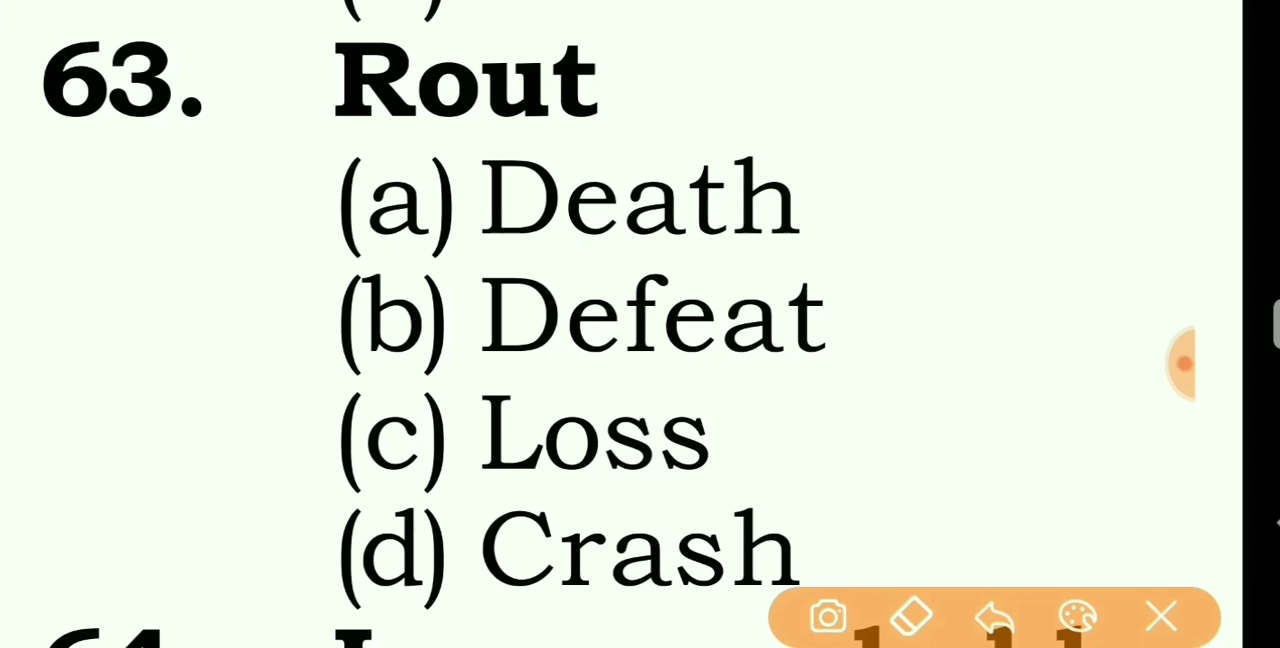 63. Rout
(a) Death
(b) Defeat
(c) Loss
(d) Crash